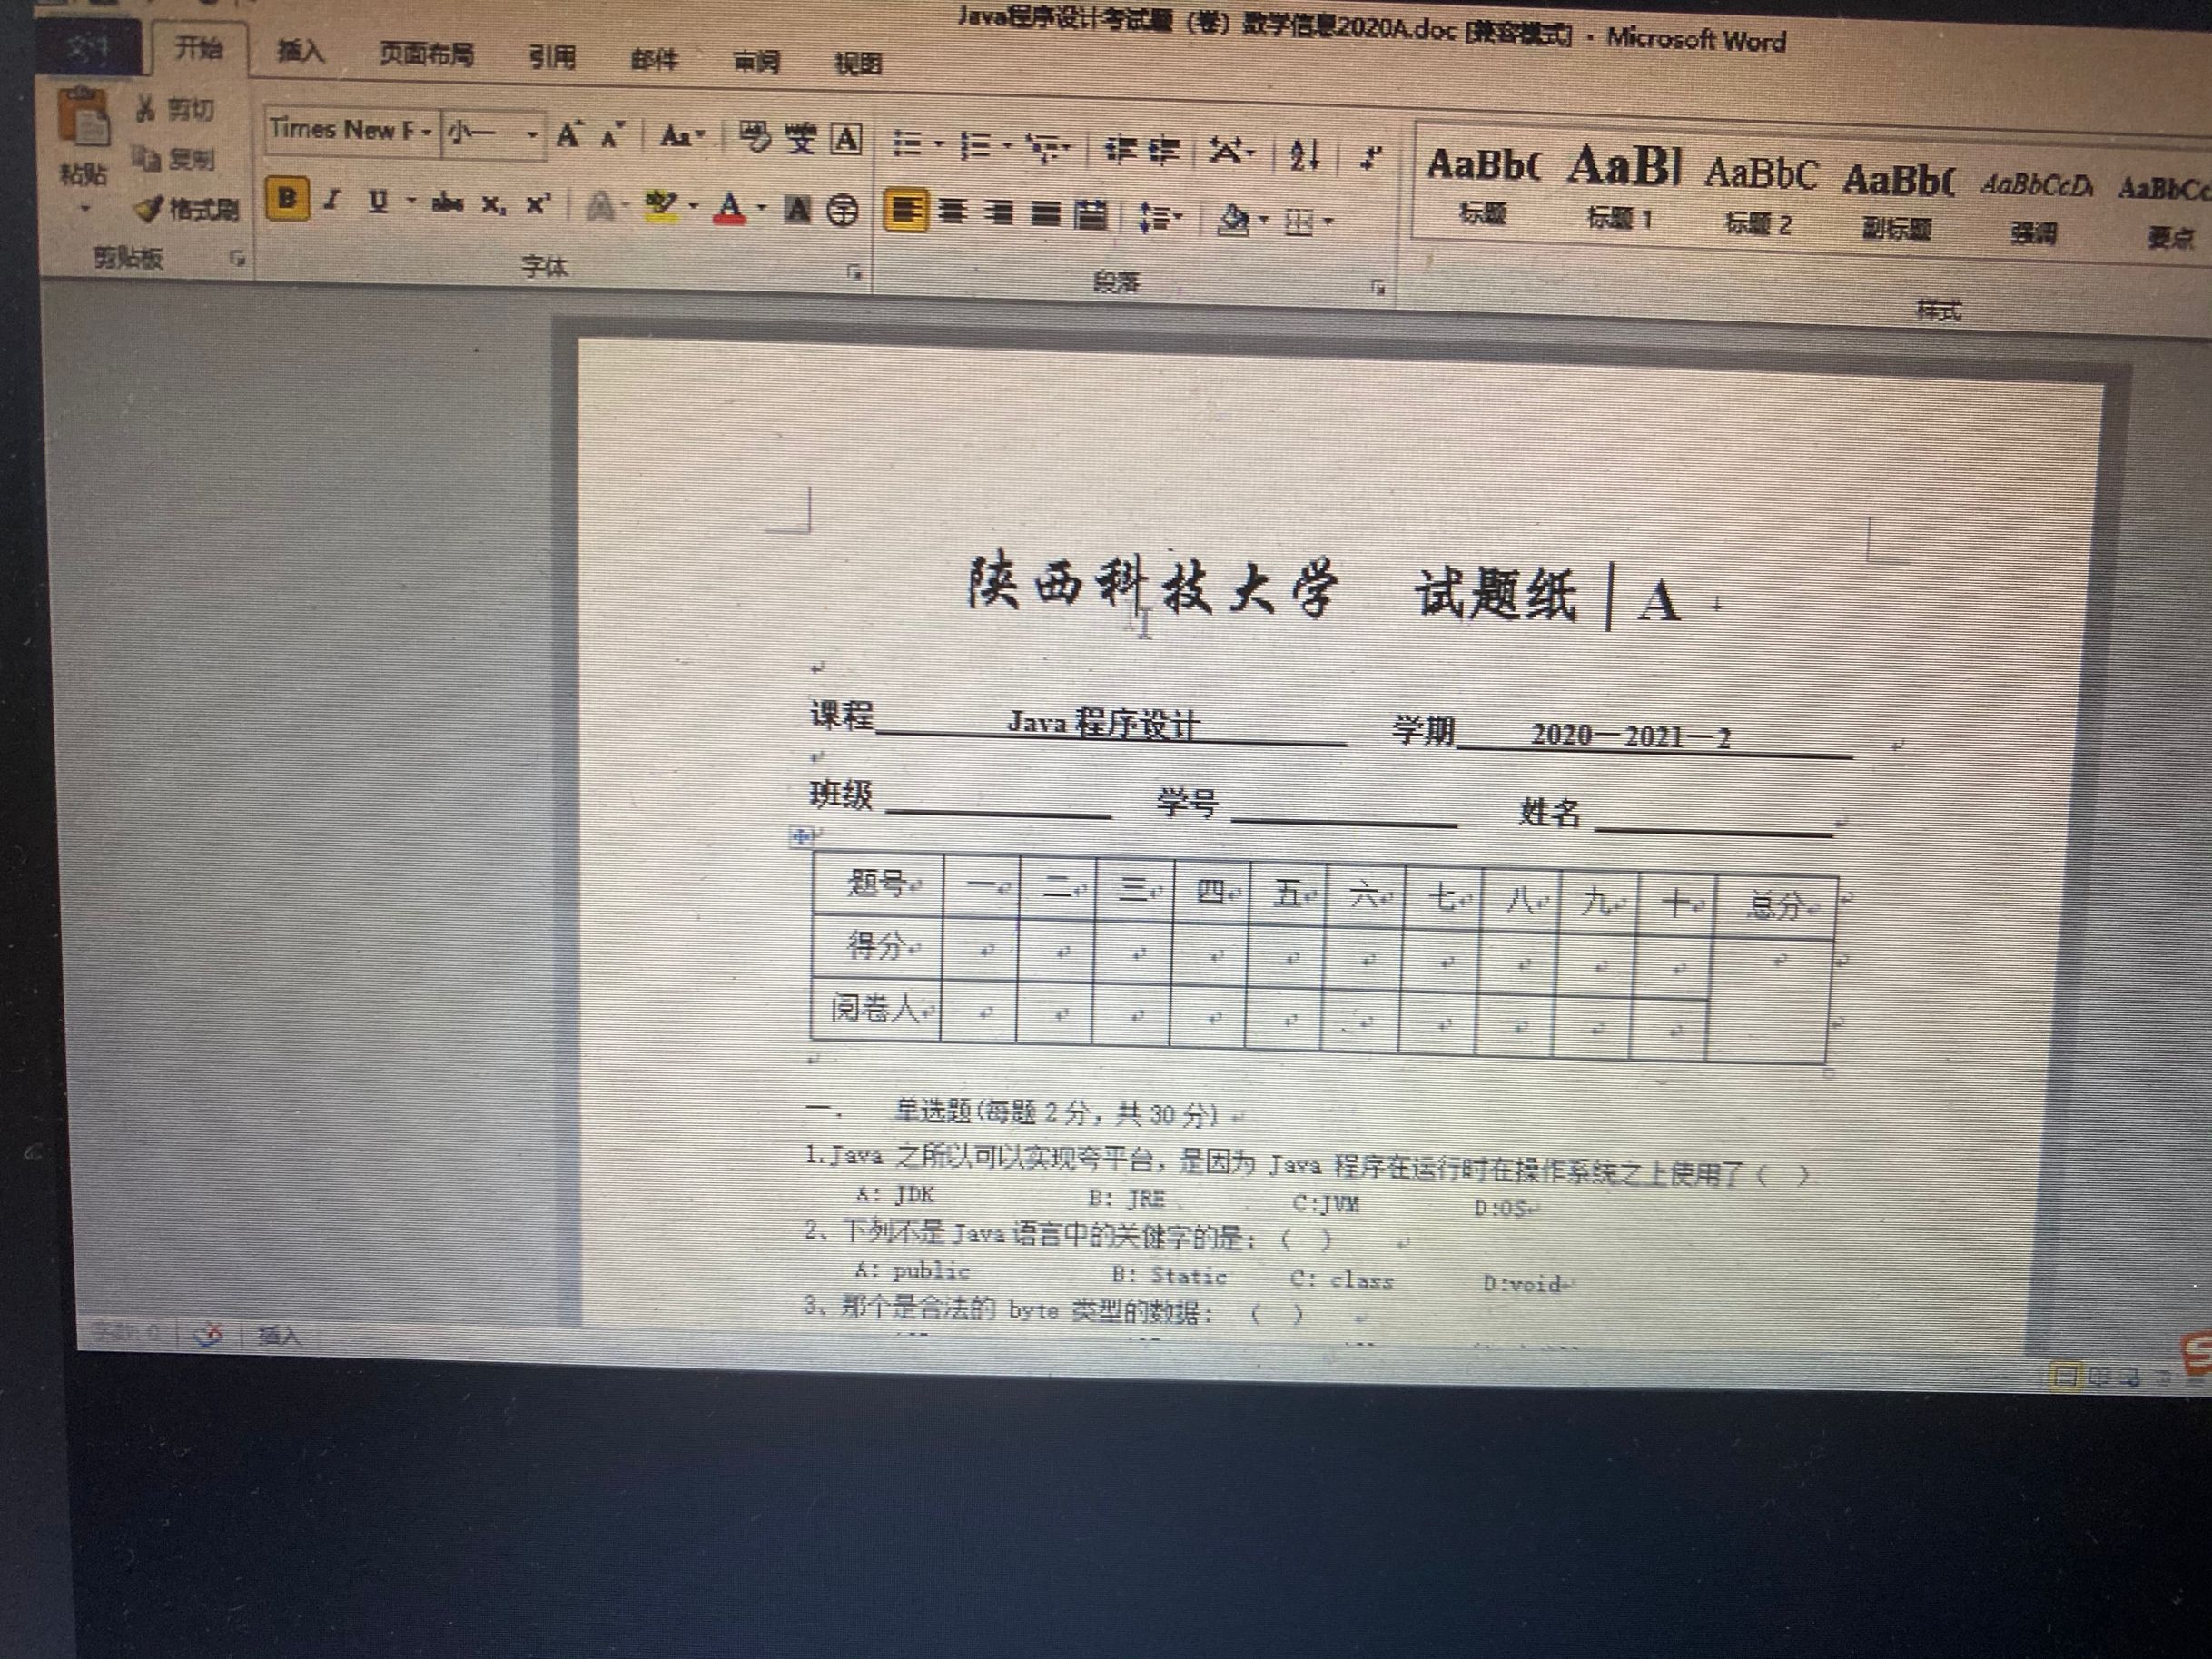 Java程序设计考试题（卷）数学信息2020A.doc [兼容模式] - Microsoft Word
文件 开始 插入 页面布局 引用 邮件 审阅 视图
剪切
复制
粘贴
格式刷
剪贴板
Times New F 小一
字体
段落
AaBbC AaBl AaBbC AaBbC AaBbCcDt AaBbCc
标题 标题 1 标题 2 副标题 强调 要点
样式
陕西科技大学 试题纸 A
课程 Java 程序设计 学期 2020—2021—2
班级 学号 姓名
题号 一 二 三 四 五 六 七 八 九 十 总分
得分
阅卷人
一. 单选题(每题 2 分，共 30 分)
1.Java 之所以可以实现夸平台，是因为 Java 程序在运行时在操作系统之上使用了（ ）
A: JDK B: JRE C:JVM D:OS
2、下列不是 Java 语言中的关健字的是：（ ）
A: public B: Static C: class D:void
3、那个是合法的 byte 类型的数据：（ ）
字数: 0 插入